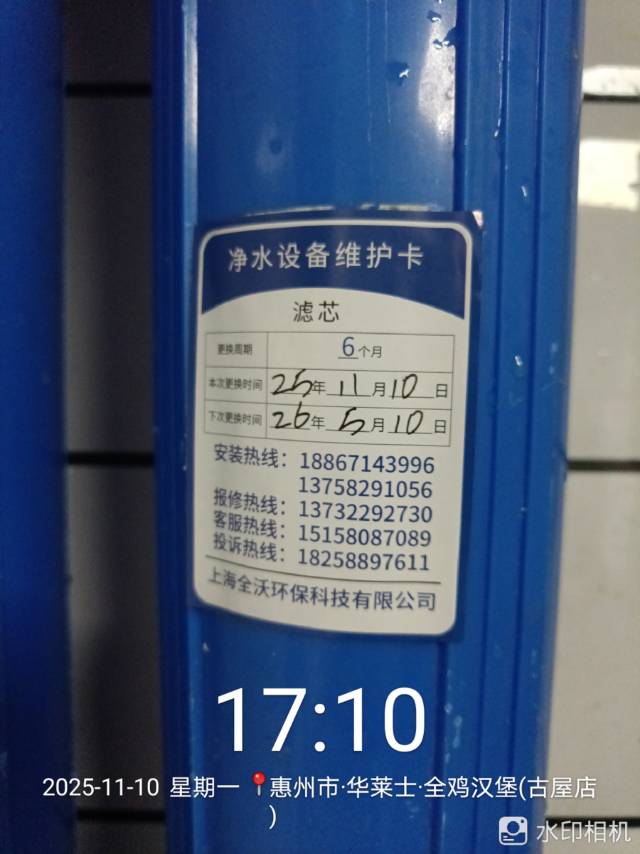 净水设备维护卡
滤芯
更换周期 6个月
本次更换时间 25年11月10日
下次更换时间 26年5月10日
安装热线：18867143996
13758291056
报修热线：13732292730
客服热线：15158087089
投诉热线：18258897611
上海全沃环保科技有限公司
17:10
2025-11-10 星期一 📍惠州市·华莱士·全鸡汉堡(古屋店
)
水印相机